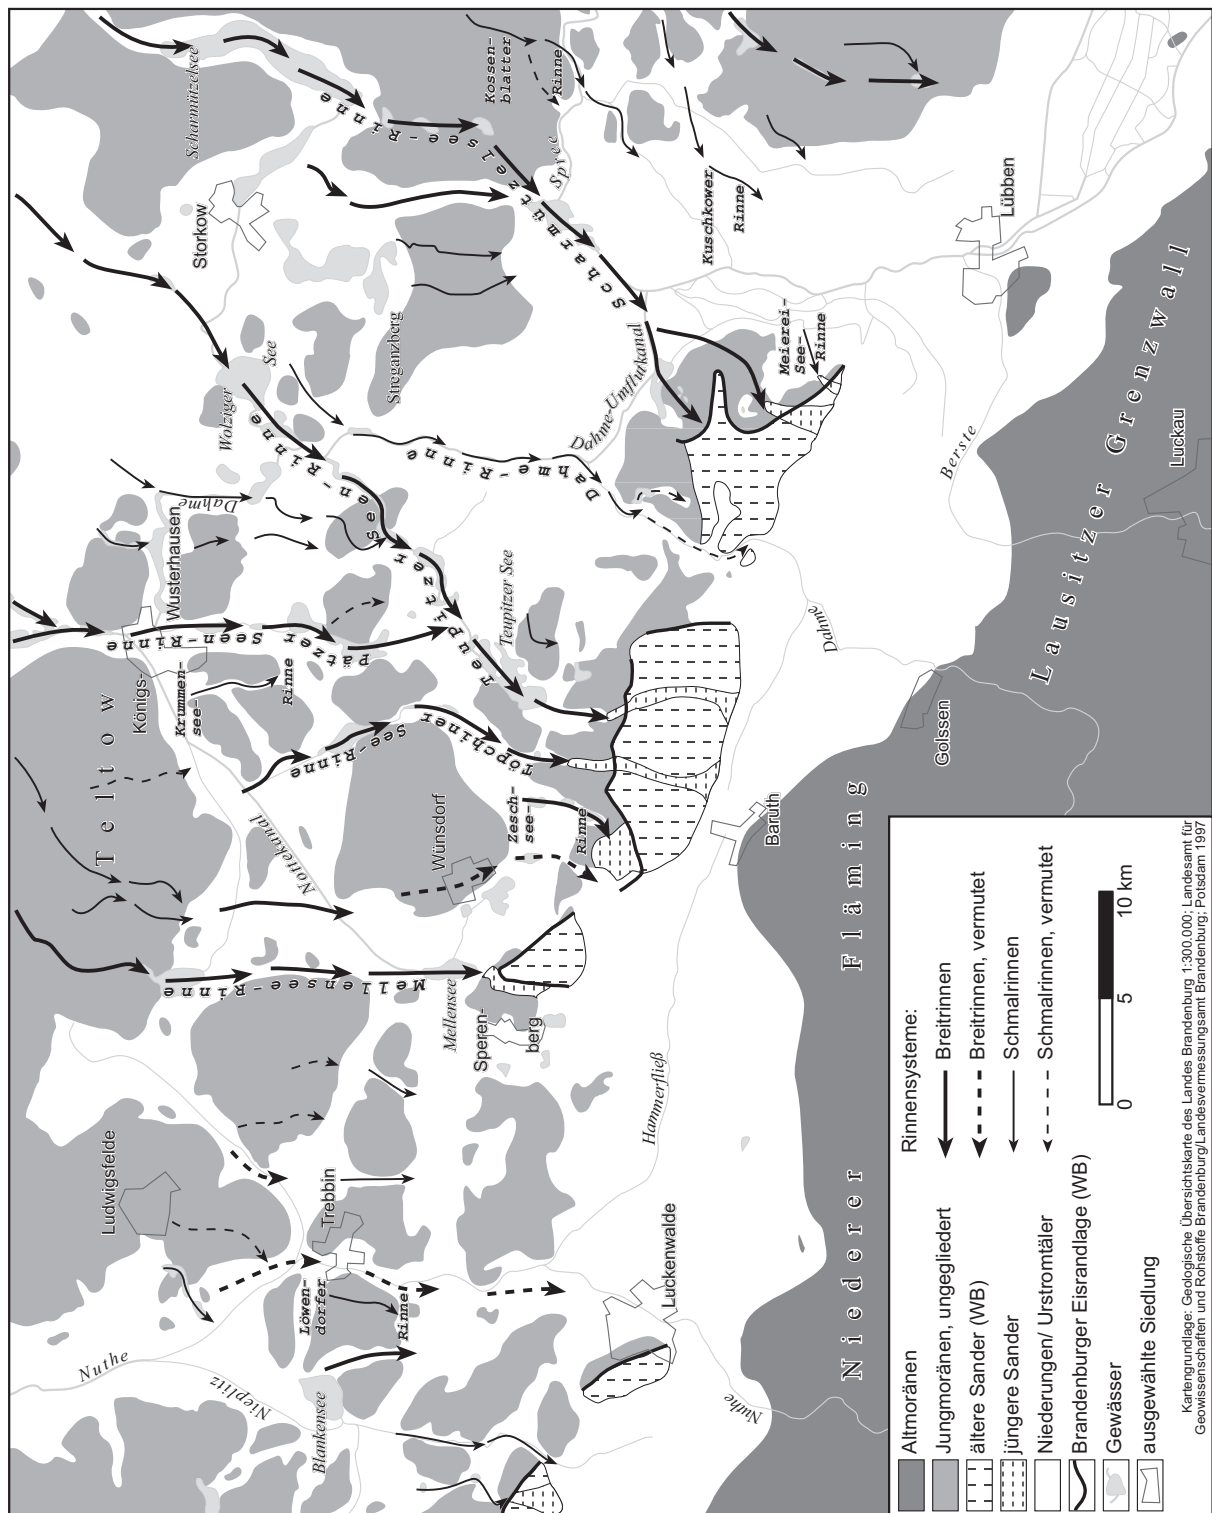 Nuthe
Nieplitz
Blankensee
Ludwigsfelde
Löwen-
dorfer
Rinne
Trebbin
Luckenwalde
Nuthe
Hammerfließ
Mellensee-Rinne
Mellensee
Speren-
berg
Teltow
Nottekanal
Wünsdorf
Zesch-
see-
Rinne
Töpchiner
See-Rinne
Krummen-
see-
Rinne
Königs-
Wusterhausen
Pätzer
Seen-Rinne
Dahme
Teupitzer
Seen-Rinne
Teupitzer See
Baruth
Golssen
Dahme
Wolziger
See
Storkow
Scharmützelsee
Streganzberg
Dahme-Rinne
Dahme-Umflutkanal
Scharmützelsee-Rinne
Kossen-
blatter
Rinne
Spree
Kuschkower
Rinne
Meierei-
See-
Rinne
Lübben
Berste
Luckau
Niederer Fläming
Lausitzer Grenzwall
Altmoränen
Jungmoränen, ungegliedert
ältere Sander (WB)
jüngere Sander
Niederungen/ Urstromtäler
Brandenburger Eisrandlage (WB)
Gewässer
ausgewählte Siedlung
Rinnensysteme:
Breitrinnen
Breitrinnen, vermutet
Schmalrinnen
Schmalrinnen, vermutet
0 5 10 km
Kartengrundlage: Geologische Übersichtskarte des Landes Brandenburg 1:300.000; Landesamt für
Geowissenschaften und Rohstoffe Brandenburg/Landesvermessungsamt Brandenburg; Potsdam 1997